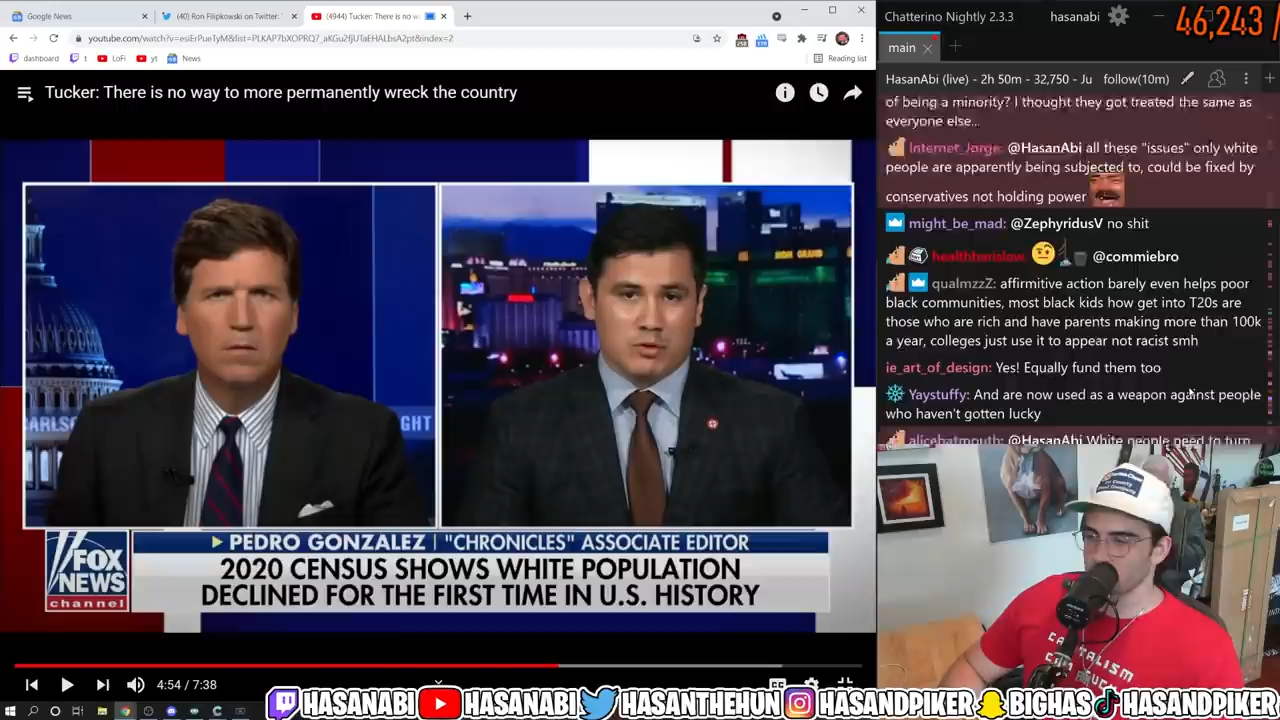 Google News
(40) Ron Filipkowski on Twitter:
(4944) Tucker: There is no w
youtube.com/watch?v=esiErPueTyM&list=PLKAP7bXOPRQ7_aKGu2fjUTaEHALbsA2pt&index=2
dashboard
t
LoFi
yt
News
Reading list
Tucker: There is no way to more permanently wreck the country
GHT
PEDRO GONZALEZ | "CHRONICLES" ASSOCIATE EDITOR
FOX
NEWS
channel
2020 CENSUS SHOWS WHITE POPULATION
DECLINED FOR THE FIRST TIME IN U.S. HISTORY
4:54 / 7:38
Chatterino Nightly 2.3.3
hasanabi
46,243 /
main
HasanAbi (live) - 2h 50m - 32,750 - Ju
follow(10m)
of being a minority? I thought they got treated the same as
everyone else...
Internet_Jorge: @HasanAbi all these "issues" only white
people are apparently being subjected to, could be fixed by
conservatives not holding power
might_be_mad: @ZephyridusV no shit
@commiebro
qualmzzZ: affirmitive action barely even helps poor
black communities, most black kids how get into T20s are
those who are rich and have parents making more than 100k
a year, colleges just use it to appear not racist smh
ie_art_of_design: Yes! Equally fund them too
Yaystuffy: And are now used as a weapon against people
who haven't gotten lucky
alicebatmouth: @HasanAbi White people need to turn
CAPITALISM
HASANABI
HASANABI
HASANTHEHUN
HASANDPIKER
BIGHAS
HASANDPIKER